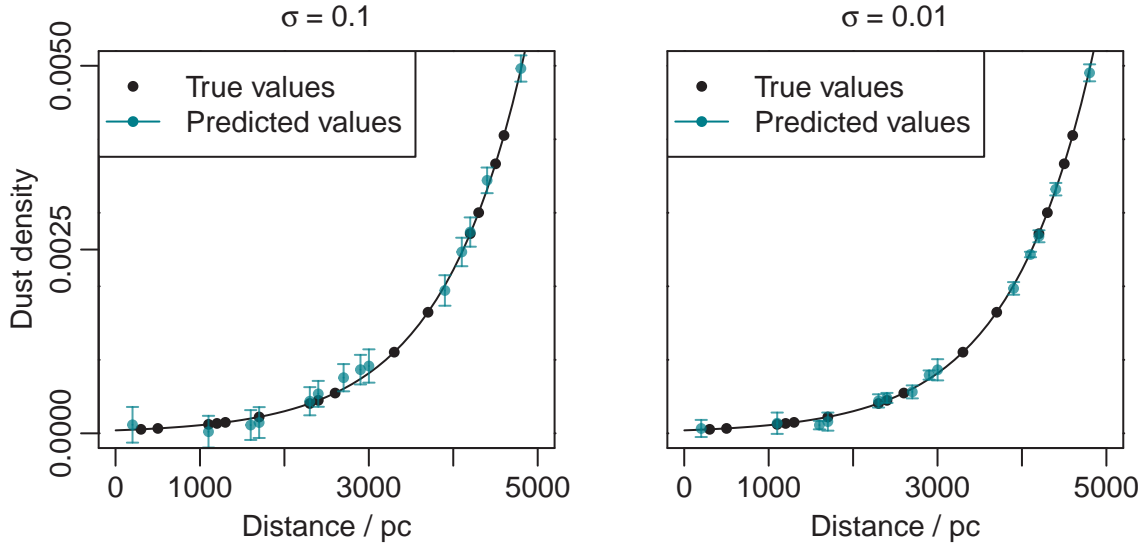 σ = 0.1
True values
Predicted values
Dust density
0.0050
0.0025
0.0000
0
1000
3000
5000
Distance / pc
σ = 0.01
True values
Predicted values
0
1000
3000
5000
Distance / pc